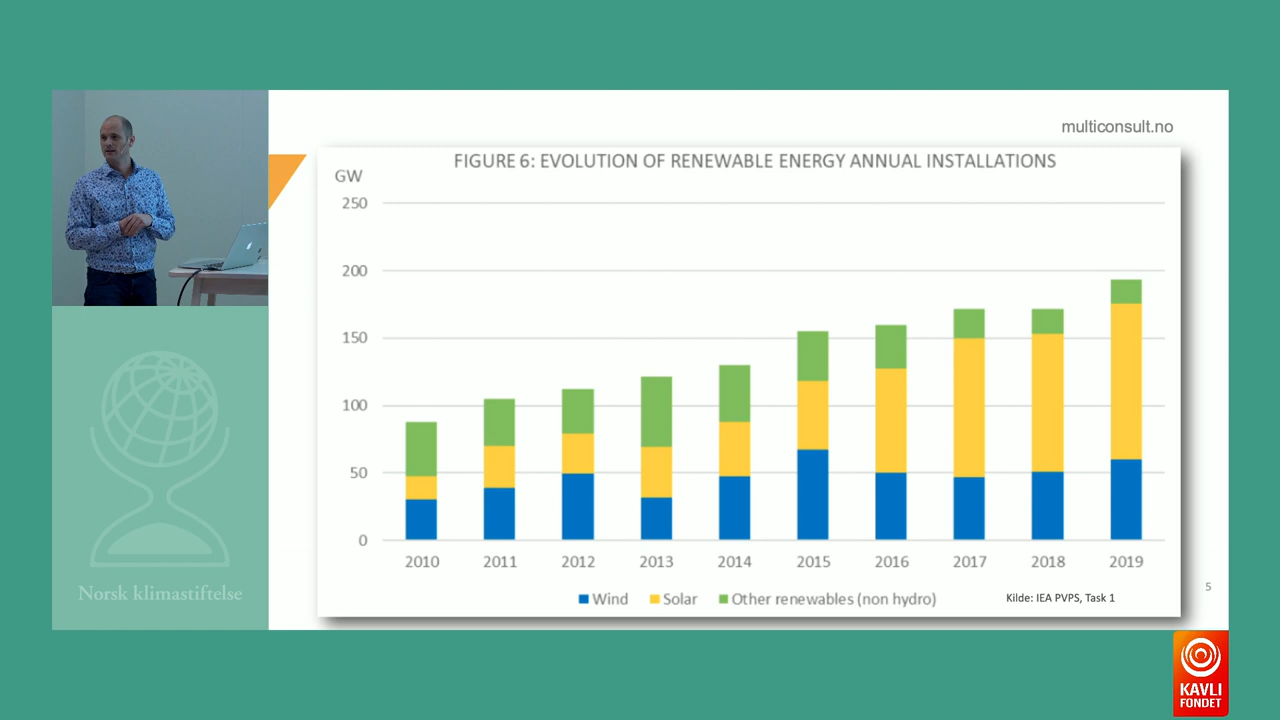 multiconsult.no
FIGURE 6: EVOLUTION OF RENEWABLE ENERGY ANNUAL INSTALLATIONS
GW
250
200
150
100
50
0
2010 2011 2012 2013 2014 2015 2016 2017 2018 2019
Wind Solar Other renewables (non hydro)
Kilde: IEA PVPS, Task 1
5
Norsk klimastiftelse
KAVLI
FONDET